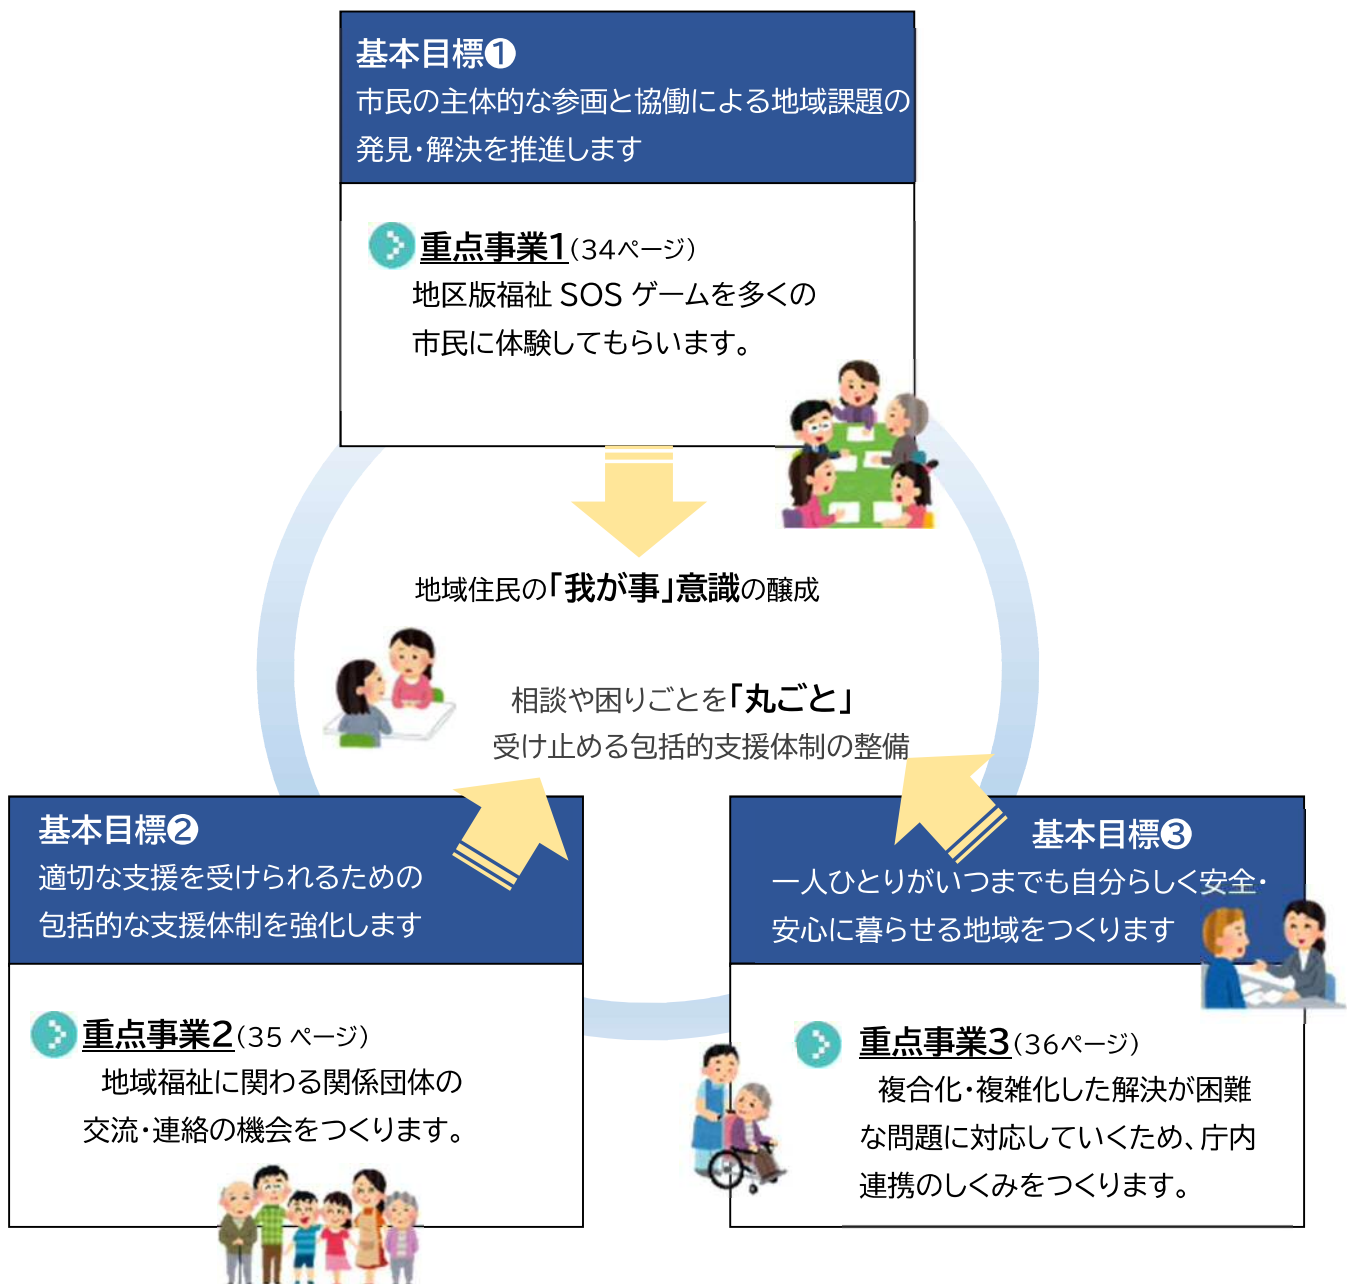 基本目標❶
市民の主体的な参画と協働による地域課題の
発見・解決を推進します
重点事業1(34ページ)
地区版福祉 SOS ゲームを多くの
市民に体験してもらいます。
地域住民の「我が事」意識の醸成
相談や困りごとを「丸ごと」
受け止める包括的支援体制の整備
基本目標❷
適切な支援を受けられるための
包括的な支援体制を強化します
重点事業2(35 ページ)
地域福祉に関わる関係団体の
交流・連絡の機会をつくります。
基本目標❸
一人ひとりがいつまでも自分らしく安全・
安心に暮らせる地域をつくります
重点事業3(36ページ)
複合化・複雑化した解決が困難
な問題に対応していくため、庁内
連携のしくみをつくります。